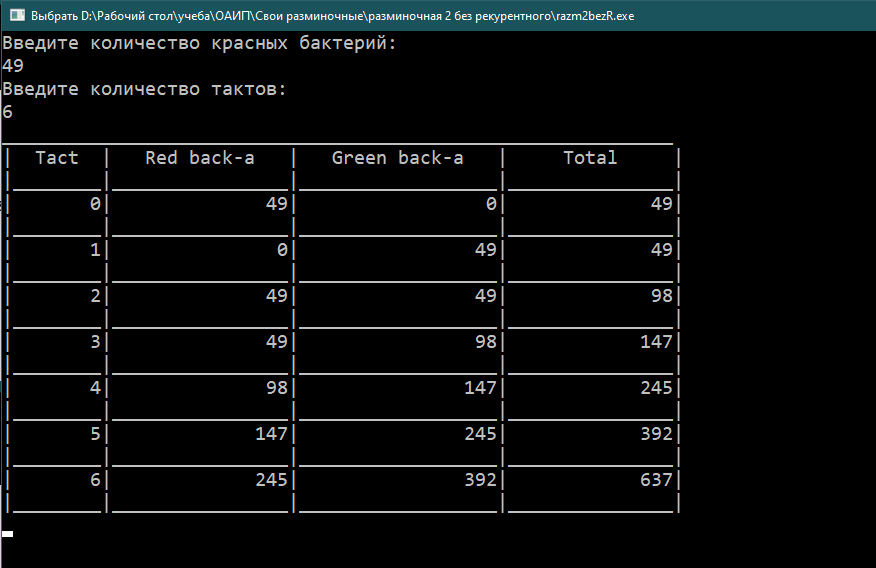 Выбрать D:\Рабочий стол\учеба\ОАИП\Свои разминочные\разминочная 2 без рекурентного\razm2bezR.exe
Введите количество красных бактерий:
49
Введите количество тактов:
6
| Tact | Red back-a | Green back-a | Total |
| 0| 49| 0| 49|
| 1| 0| 49| 49|
| 2| 49| 49| 98|
| 3| 49| 98| 147|
| 4| 98| 147| 245|
| 5| 147| 245| 392|
| 6| 245| 392| 637|